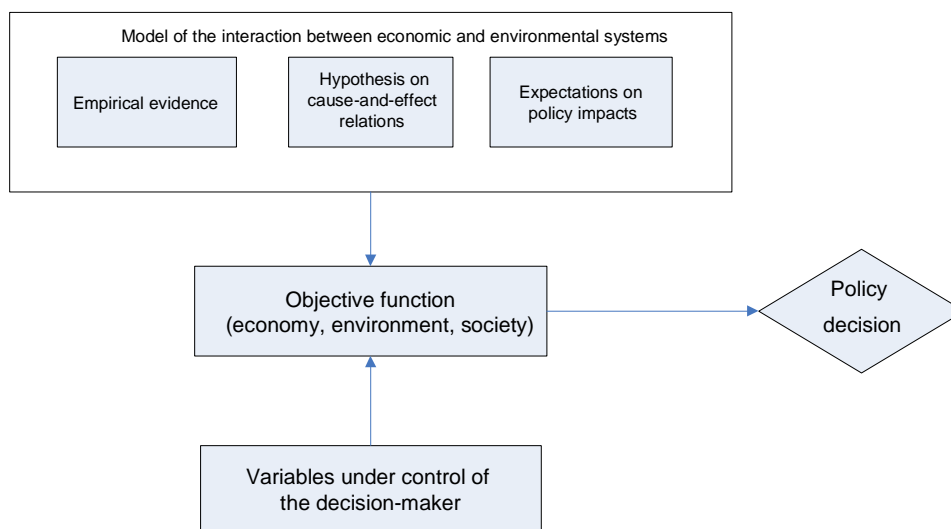 Model of the interaction between economic and environmental systems
Empirical evidence
Hypothesis on
cause-and-effect
relations
Expectations on
policy impacts
Objective function
(economy, environment, society)
Policy
decision
Variables under control of
the decision-maker